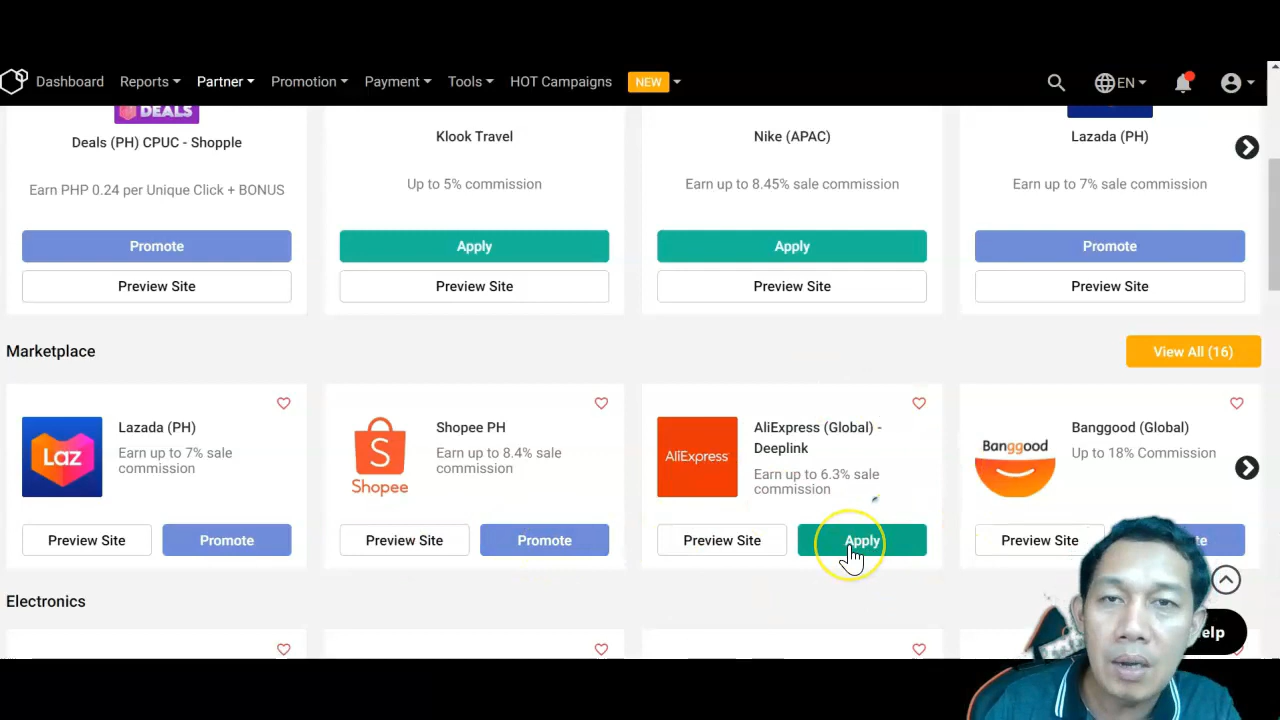 Dashboard Reports Partner Promotion Payment Tools HOT Campaigns NEW EN
DEALS
Deals (PH) CPUC - Shopple
Earn PHP 0.24 per Unique Click + BONUS
Promote
Preview Site
Klook Travel
Up to 5% commission
Apply
Preview Site
Nike (APAC)
Earn up to 8.45% sale commission
Apply
Preview Site
Lazada (PH)
Earn up to 7% sale commission
Promote
Preview Site
Marketplace
View All (16)
Laz
Lazada (PH)
Earn up to 7% sale
commission
Preview Site
Promote
S
Shopee
Shopee PH
Earn up to 8.4% sale
commission
Preview Site
Promote
AliExpress
AliExpress (Global) -
Deeplink
Earn up to 6.3% sale
commission
Preview Site
Apply
Banggood
Banggood (Global)
Up to 18% Commission
Preview Site
Electronics